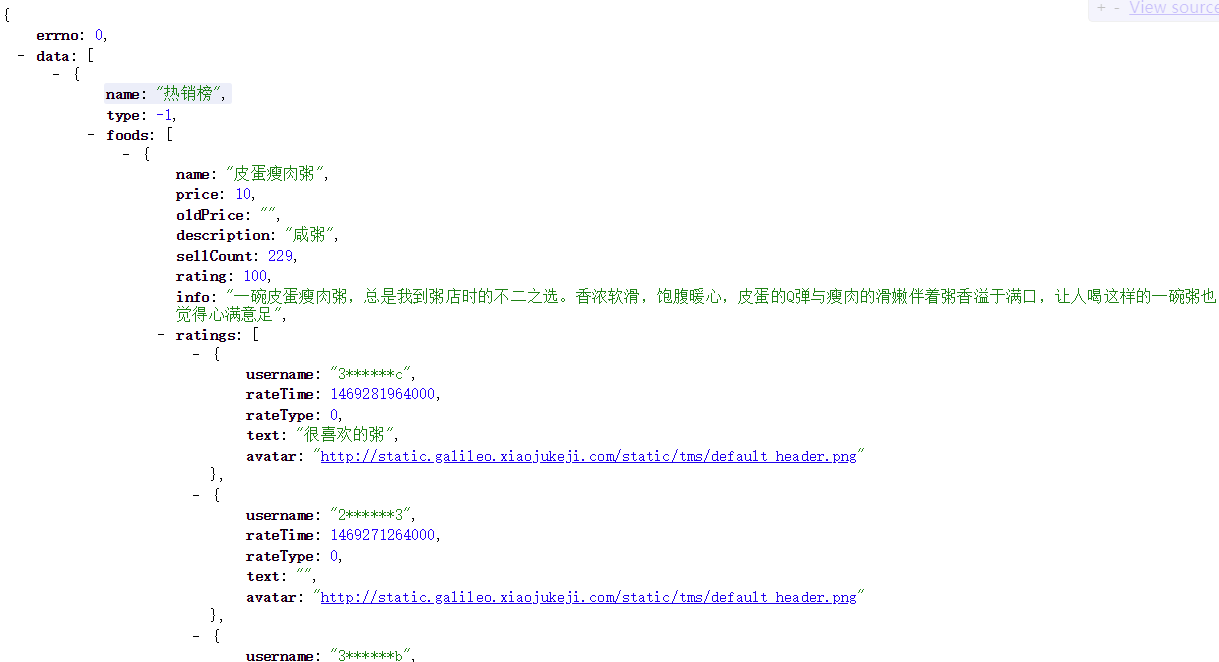 + - View source
{
errno: 0,
- data: [
- {
name: "热销榜",
type: -1,
- foods: [
- {
name: "皮蛋瘦肉粥",
price: 10,
oldPrice: "",
description: "咸粥",
sellCount: 229,
rating: 100,
info: "一碗皮蛋瘦肉粥，总是我到粥店时的不二之选。香浓软滑，饱腹暖心，皮蛋的Q弹与瘦肉的滑嫩伴着粥香溢于满口，让人喝这样的一碗粥也
觉得心满意足",
- ratings: [
- {
username: "3******c",
rateTime: 1469281964000,
rateType: 0,
text: "很喜欢的粥",
avatar: "http://static.galileo.xiaojukeji.com/static/tms/default_header.png"
},
- {
username: "2******3",
rateTime: 1469271264000,
rateType: 0,
text: "",
avatar: "http://static.galileo.xiaojukeji.com/static/tms/default_header.png"
},
- {
username: "3******b",